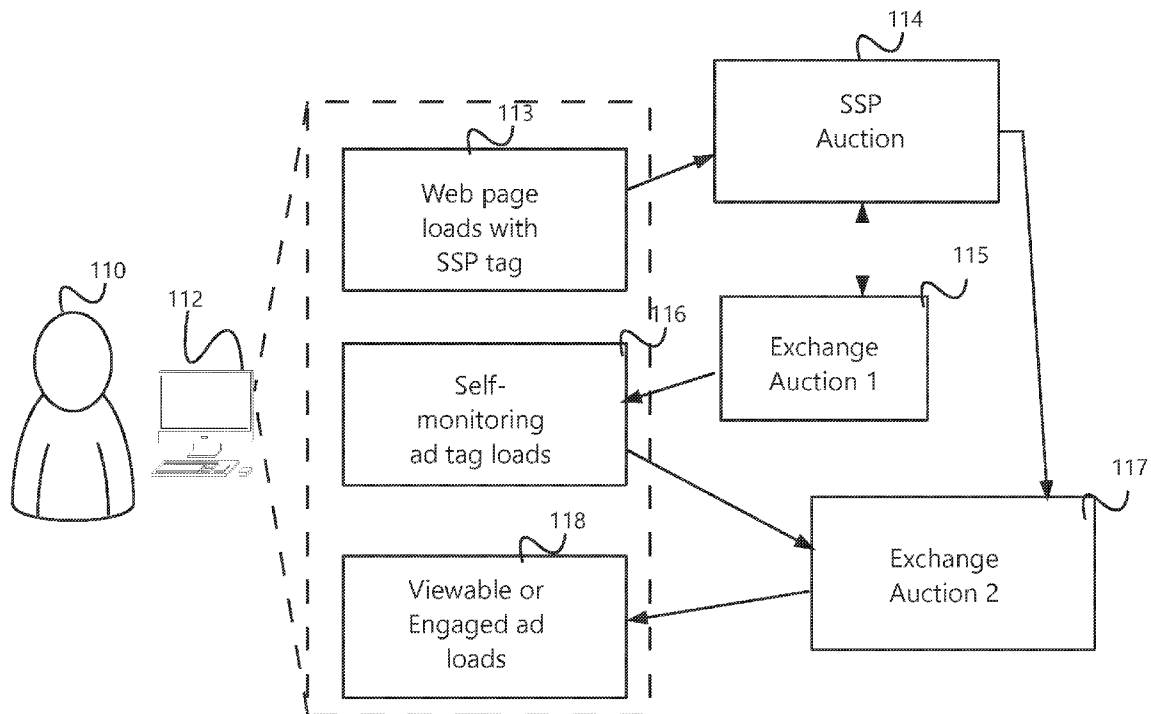 114
SSP
Auction
113
Web page
loads with
SSP tag
110
112
115
Exchange
Auction 1
116
Self-
monitoring
ad tag loads
117
Exchange
Auction 2
118
Viewable or
Engaged ad
loads